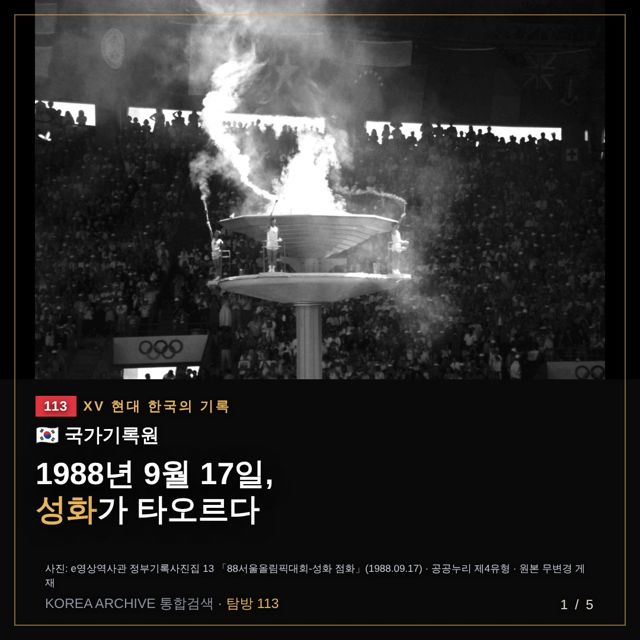 113 XV 현대 한국의 기록
🇰🇷 국가기록원
1988년 9월 17일,
성화가 타오르다
사진: e영상역사관 정부기록사진집 13 「88서울올림픽대회-성화 점화」(1988.09.17) · 공공누리 제4유형 · 원본 무변경 게
재
KOREA ARCHIVE 통합검색 · 탐방 113
1 / 5